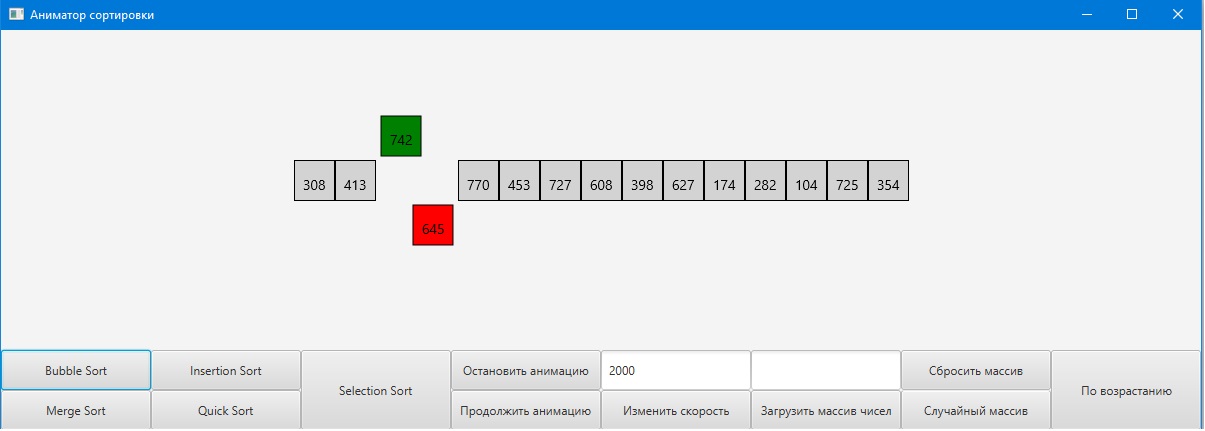 Аниматор сортировки
742
308 413 770 453 727 608 398 627 174 282 104 725 354
645
Bubble Sort Insertion Sort Selection Sort Остановить анимацию 2000 Сбросить массив По возрастанию
Merge Sort Quick Sort Продолжить анимацию Изменить скорость Загрузить массив чисел Случайный массив